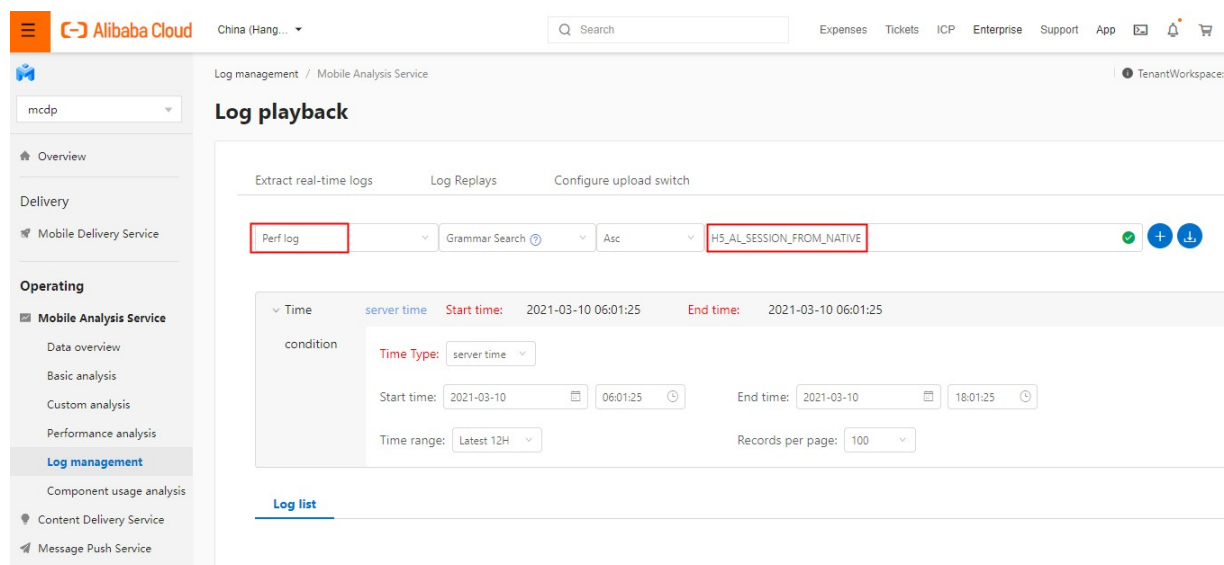 Alibaba Cloud
China (Hang...
Search
Expenses Tickets ICP Enterprise Support App
mcdp
Overview
Delivery
Mobile Delivery Service
Operating
Mobile Analysis Service
Data overview
Basic analysis
Custom analysis
Performance analysis
Log management
Component usage analysis
Content Delivery Service
Message Push Service
Log management / Mobile Analysis Service
TenantWorkspace:
Log playback
Extract real-time logs Log Replays Configure upload switch
Perf log Grammar Search Asc H5_AL_SESSION_FROM_NATIVE
Time server time Start time: 2021-03-10 06:01:25 End time: 2021-03-10 06:01:25
condition
Time Type: server time
Start time: 2021-03-10 06:01:25 End time: 2021-03-10 18:01:25
Time range: Latest 12H Records per page: 100
Log list